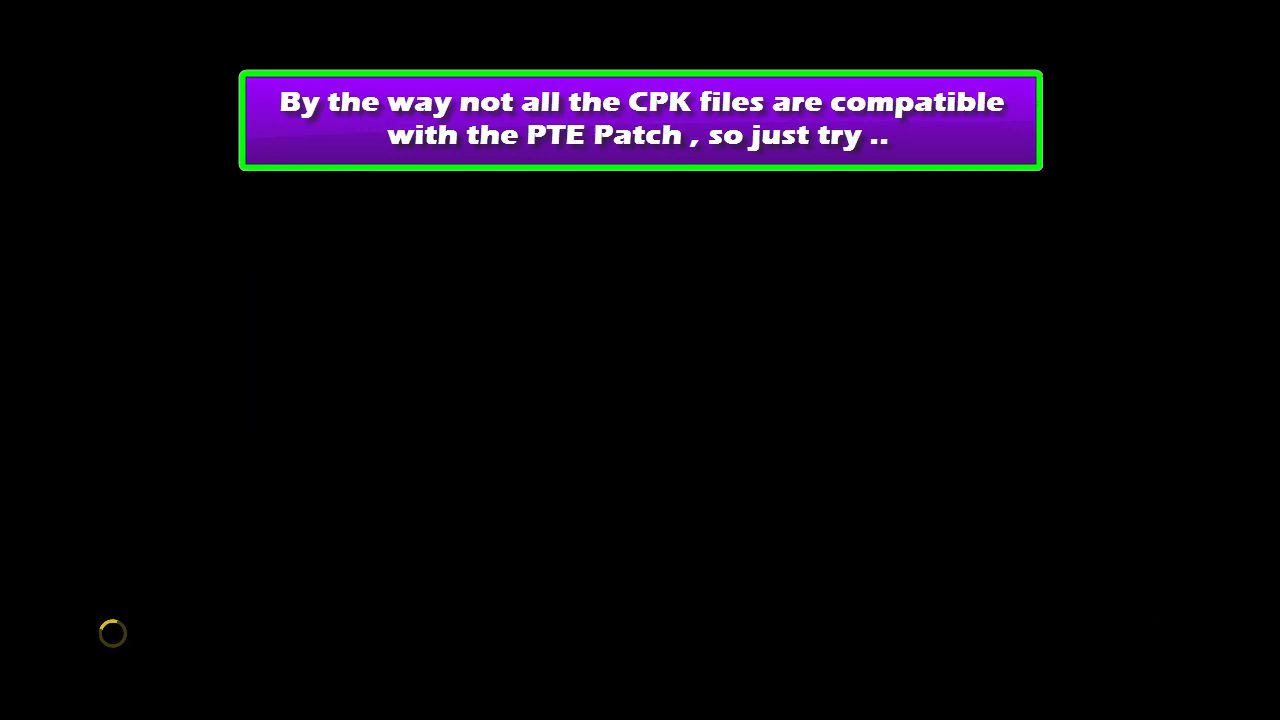 By the way not all the CPK files are compatible
with the PTE Patch , so just try ..